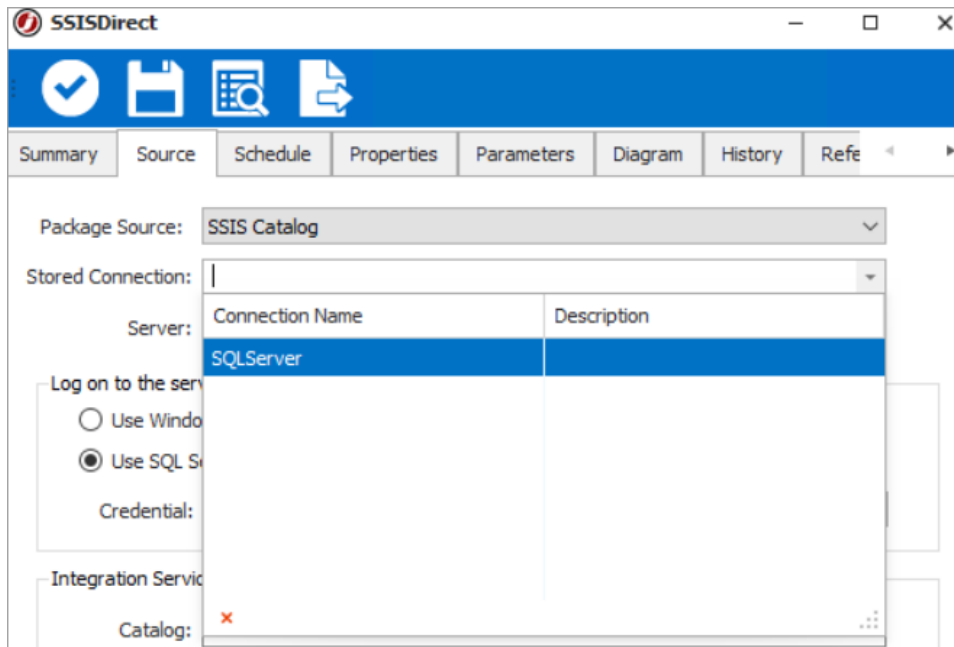 SSISDirect
Summary Source Schedule Properties Parameters Diagram History Refe
Package Source: SSIS Catalog
Stored Connection:
Connection Name Description
Server:
SQLServer
Log on to the serv
Use Windo
Use SQL Se
Credential:
Integration Servic
Catalog: